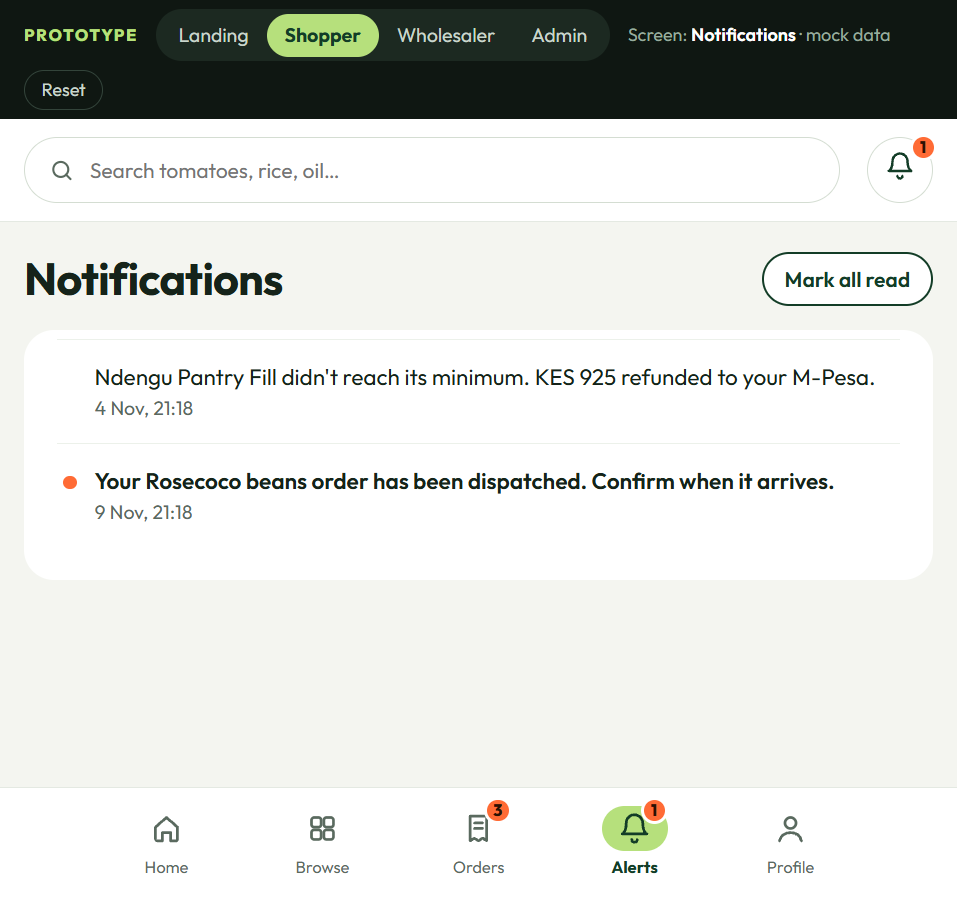 PROTOTYPE Landing Shopper Wholesaler Admin Screen: Notifications · mock data
Reset
Search tomatoes, rice, oil...
1
Notifications
Mark all read
Ndengu Pantry Fill didn't reach its minimum. KES 925 refunded to your M-Pesa.
4 Nov, 21:18
Your Rosecoco beans order has been dispatched. Confirm when it arrives.
9 Nov, 21:18
3 1
Home Browse Orders Alerts Profile